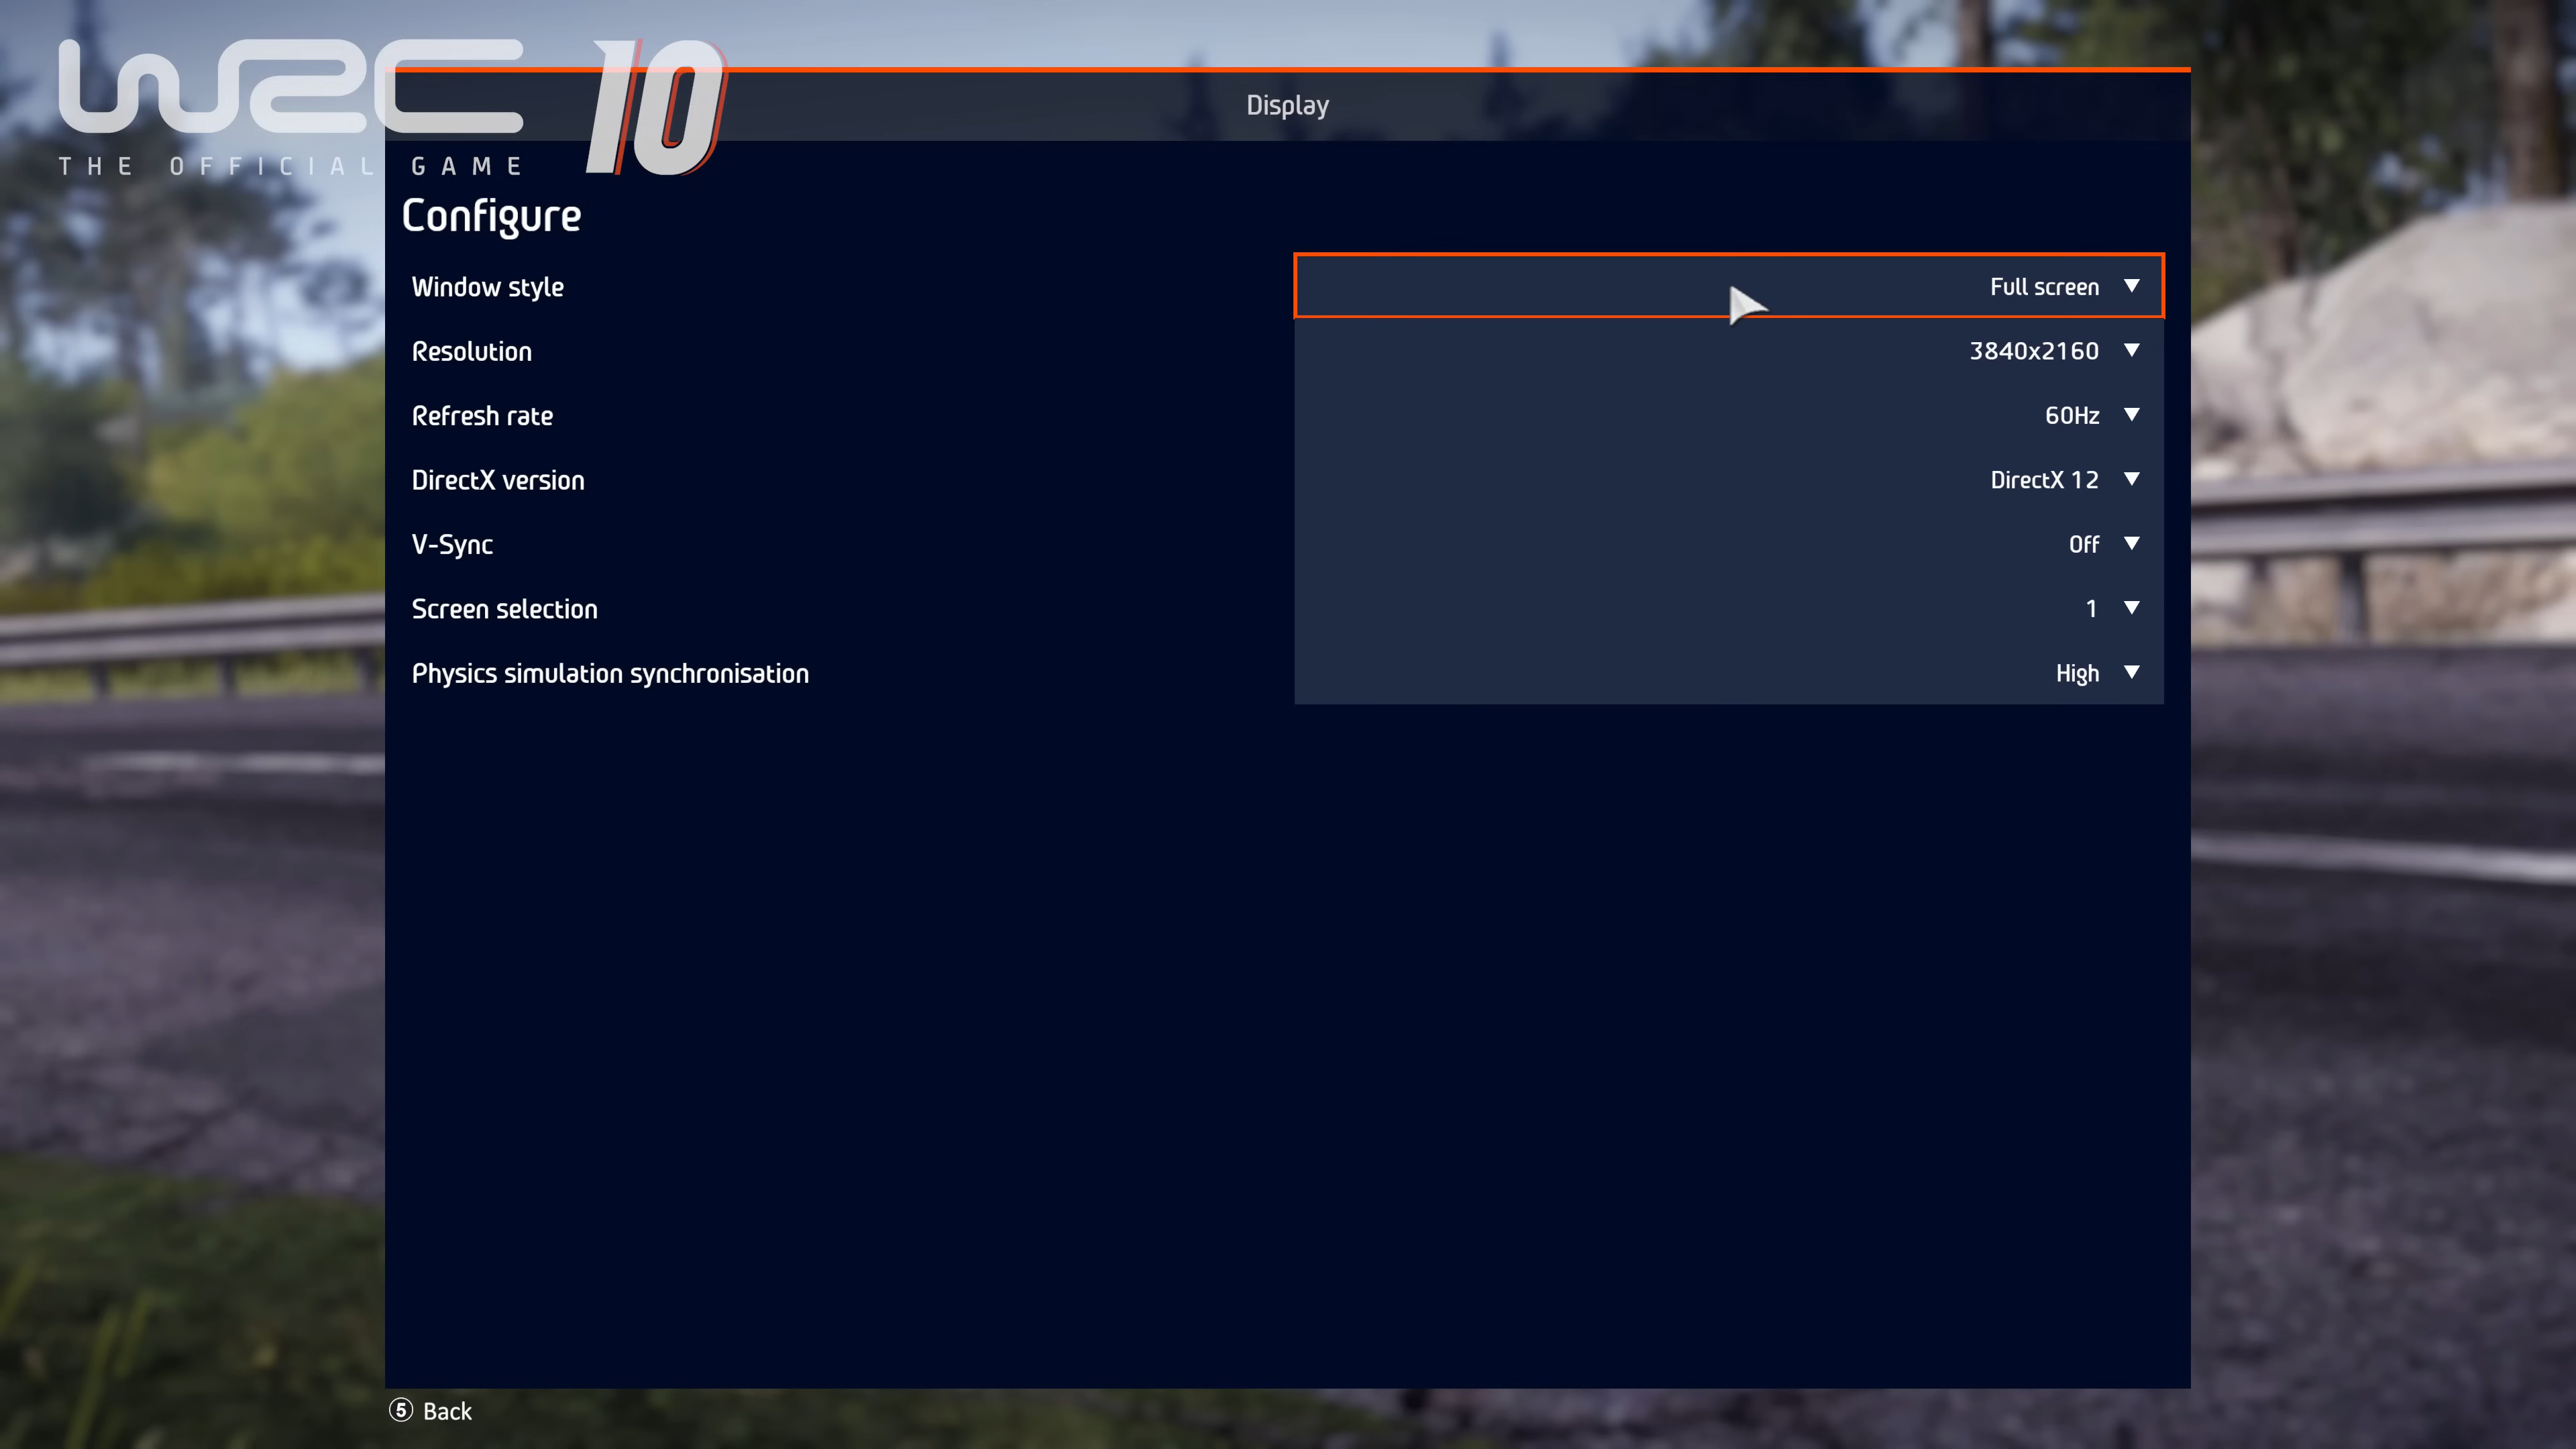 WRC 10
THE OFFICIAL GAME
Display
Configure
Window style Full screen
Resolution 3840x2160
Refresh rate 60Hz
DirectX version DirectX 12
V-Sync Off
Screen selection 1
Physics simulation synchronisation High
5 Back